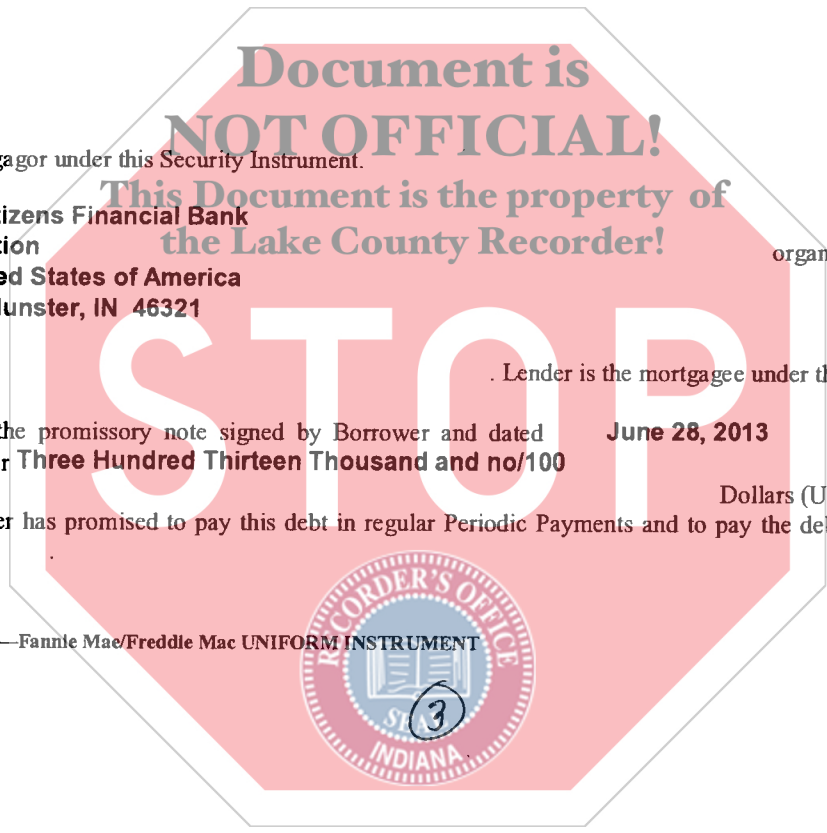 Document is
NOT OFFICIAL!
gagor under this Security Instrument.
This Document is the property of
izens Financial Bank
the Lake County Recorder!
tion
organ
ed States of America
unster, IN 46321
STOP
. Lender is the mortgagee under th
he promissory note signed by Borrower and dated June 28, 2013
r Three Hundred Thirteen Thousand and no/100
Dollars (U
er has promised to pay this debt in regular Periodic Payments and to pay the deb
.
RECORDER'S OFFICE
—Fannie Mae/Freddie Mac UNIFORM INSTRUMENT
SEAL
3
INDIANA